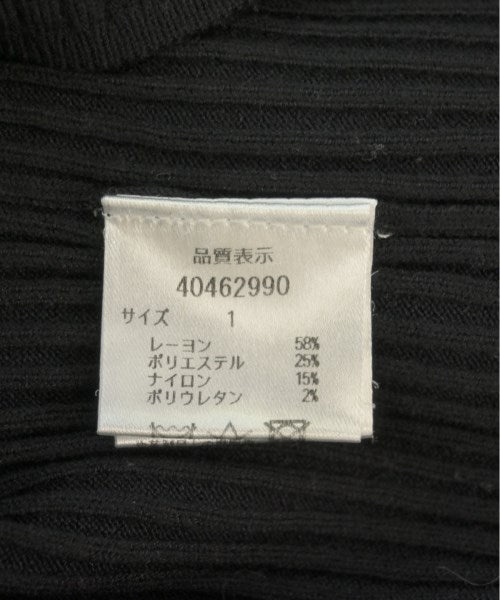 品質表示
40462990
サイズ 1
レーヨン 58%
ポリエステル 25%
ナイロン 15%
ポリウレタン 2%